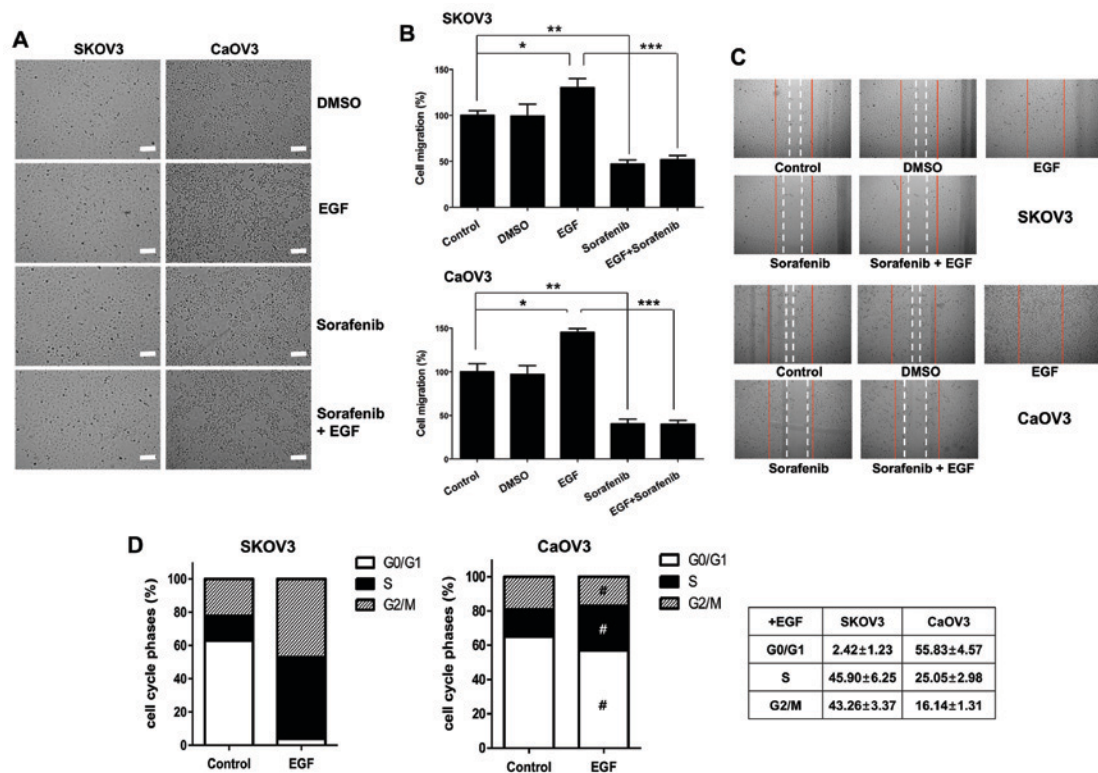 A
SKOV3 CaOV3
DMSO
EGF
Sorafenib
Sorafenib
+ EGF
B
SKOV3
**
* ***
Cell migration (%)
150
100
50
0
Control DMSO EGF Sorafenib EGF+Sorafenib
CaOV3
**
* ***
Cell migration (%)
150
100
50
0
Control DMSO EGF Sorafenib EGF+Sorafenib
C
Control DMSO EGF
SKOV3
Sorafenib Sorafenib + EGF
Control DMSO EGF
CaOV3
Sorafenib Sorafenib + EGF
D
SKOV3
cell cycle phases (%)
100
80
60
40
20
0
Control EGF
G0/G1
S
G2/M
CaOV3
cell cycle phases (%)
100
80
60
40
20
0
#
#
#
Control EGF
G0/G1
S
G2/M
+EGF SKOV3 CaOV3
G0/G1 2.42±1.23 55.83±4.57
S 45.90±6.25 25.05±2.98
G2/M 43.26±3.37 16.14±1.31